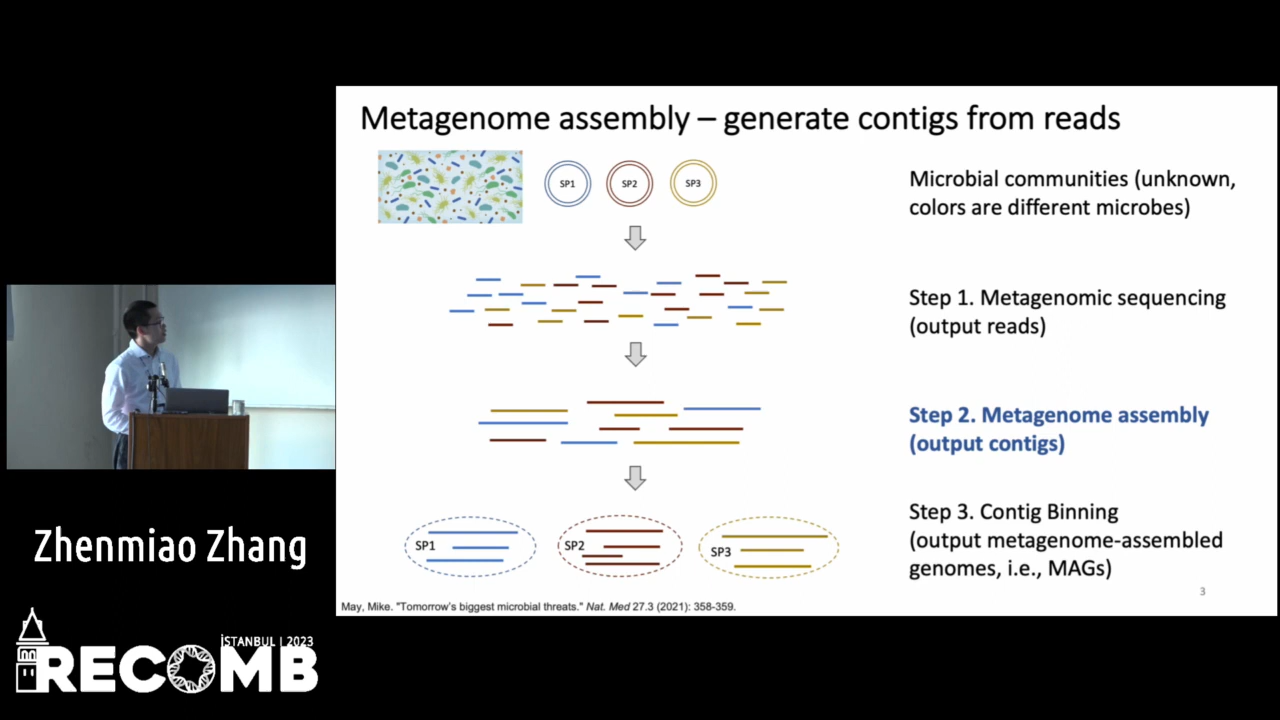 Metagenome assembly – generate contigs from reads
SP1
SP2
SP3
Microbial communities (unknown,
colors are different microbes)
Step 1. Metagenomic sequencing
(output reads)
Step 2. Metagenome assembly
(output contigs)
SP1
SP2
SP3
Step 3. Contig Binning
(output metagenome-assembled
genomes, i.e., MAGs)
3
May, Mike. "Tomorrow's biggest microbial threats." Nat. Med 27.3 (2021): 358-359.
Zhenmiao Zhang
İSTANBUL | 2023
RECOMB